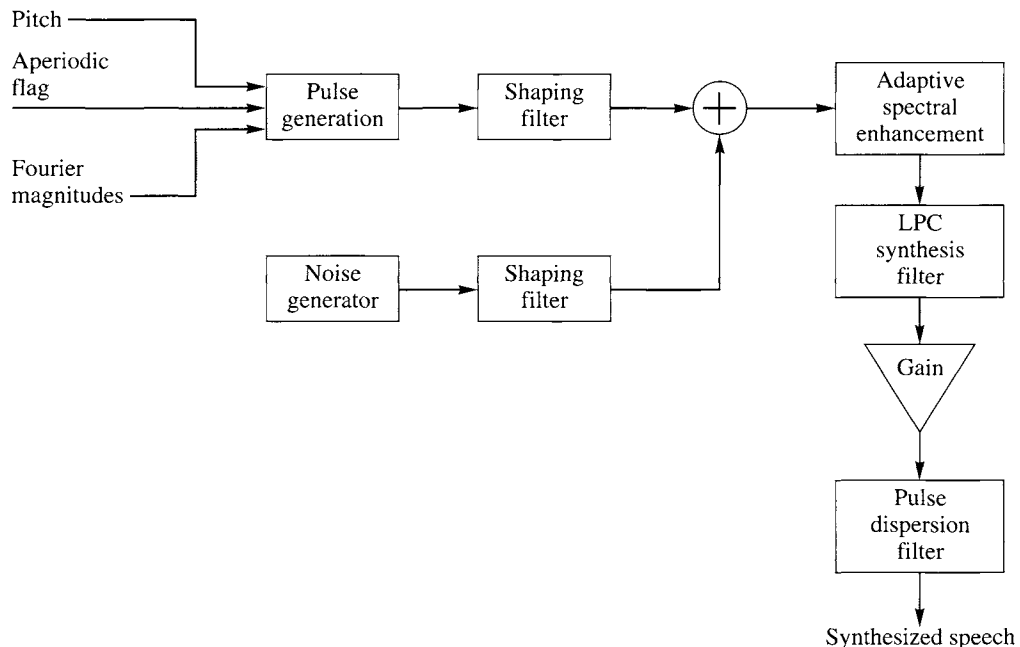 Pitch
Aperiodic
flag
Fourier
magnitudes
Pulse
generation
Shaping
filter
Noise
generator
Shaping
filter
Adaptive
spectral
enhancement
LPC
synthesis
filter
Gain
Pulse
dispersion
filter
Synthesized speech